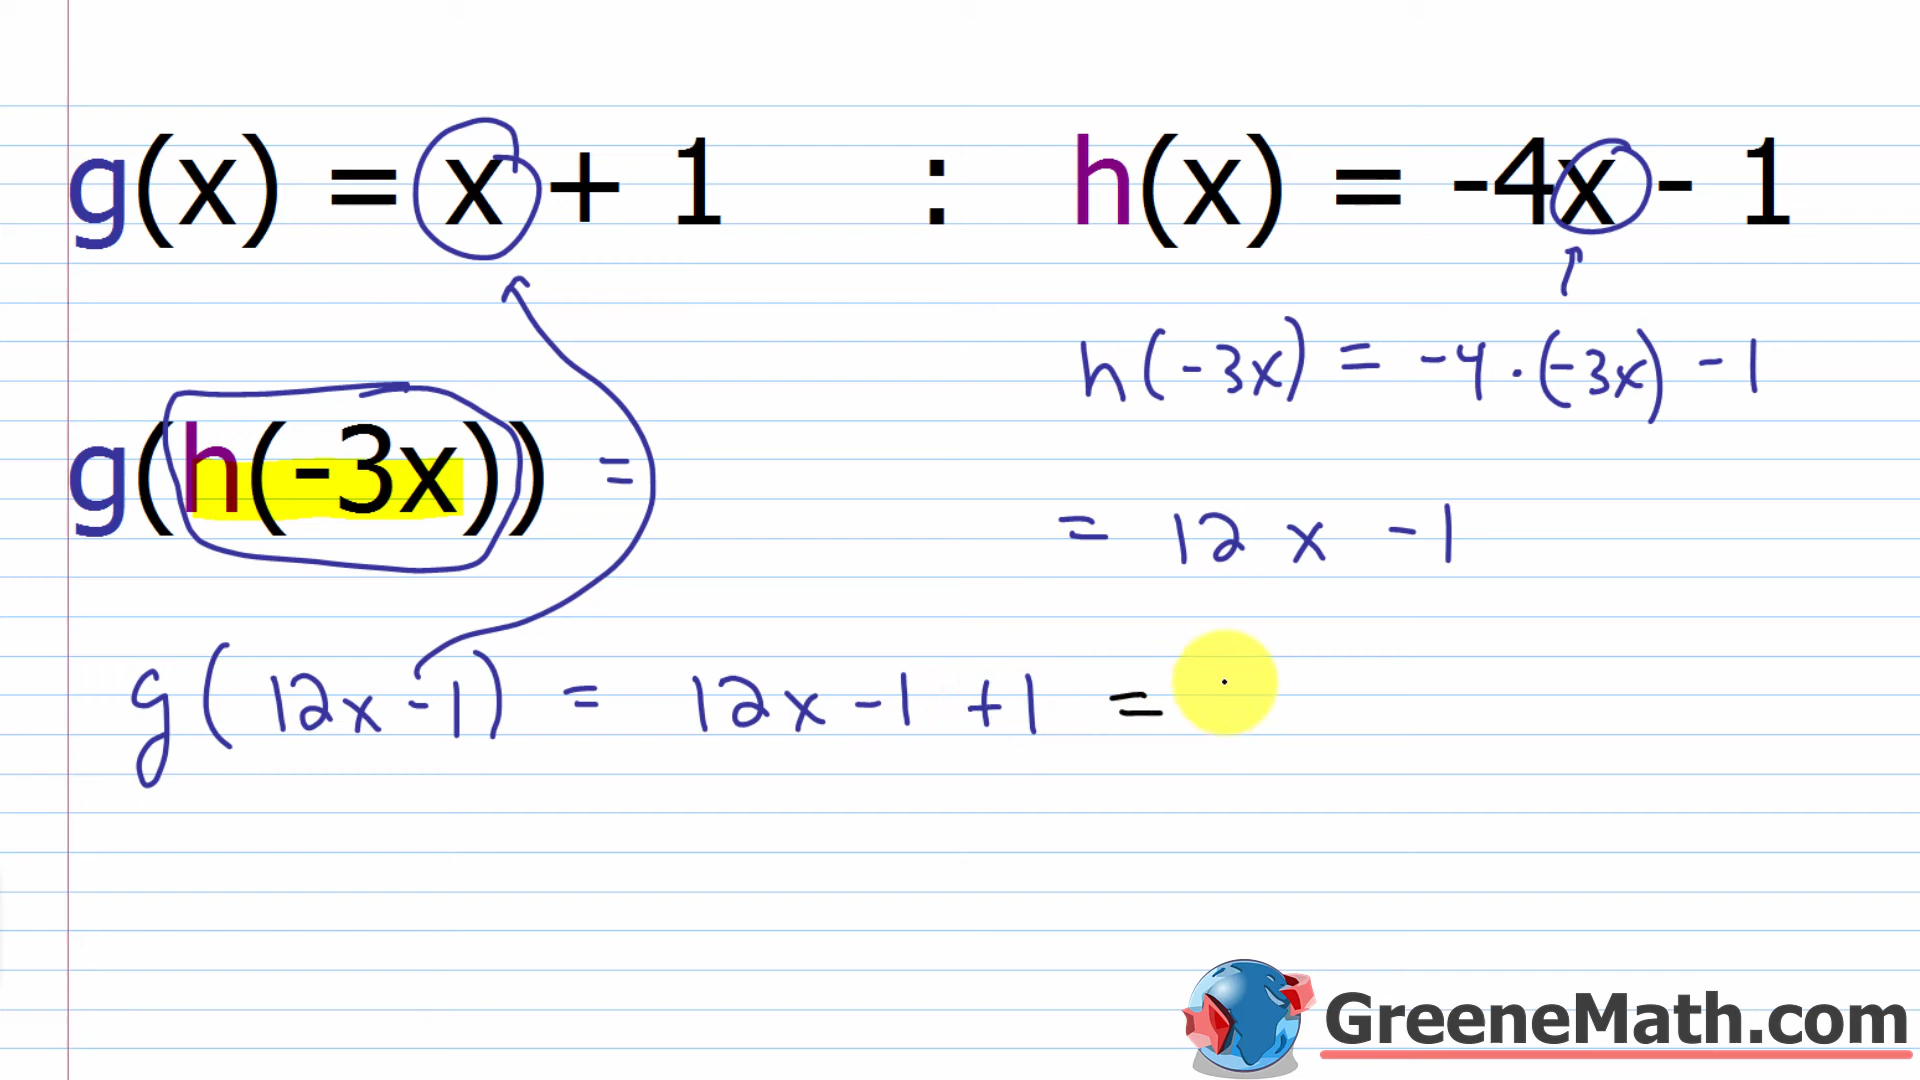 g(x) = x + 1 : h(x) = -4x - 1
h(-3x) = -4 · (-3x) - 1
g(h(-3x)) =
= 12x - 1
g(12x - 1) = 12x - 1 + 1 =
GreeneMath.com